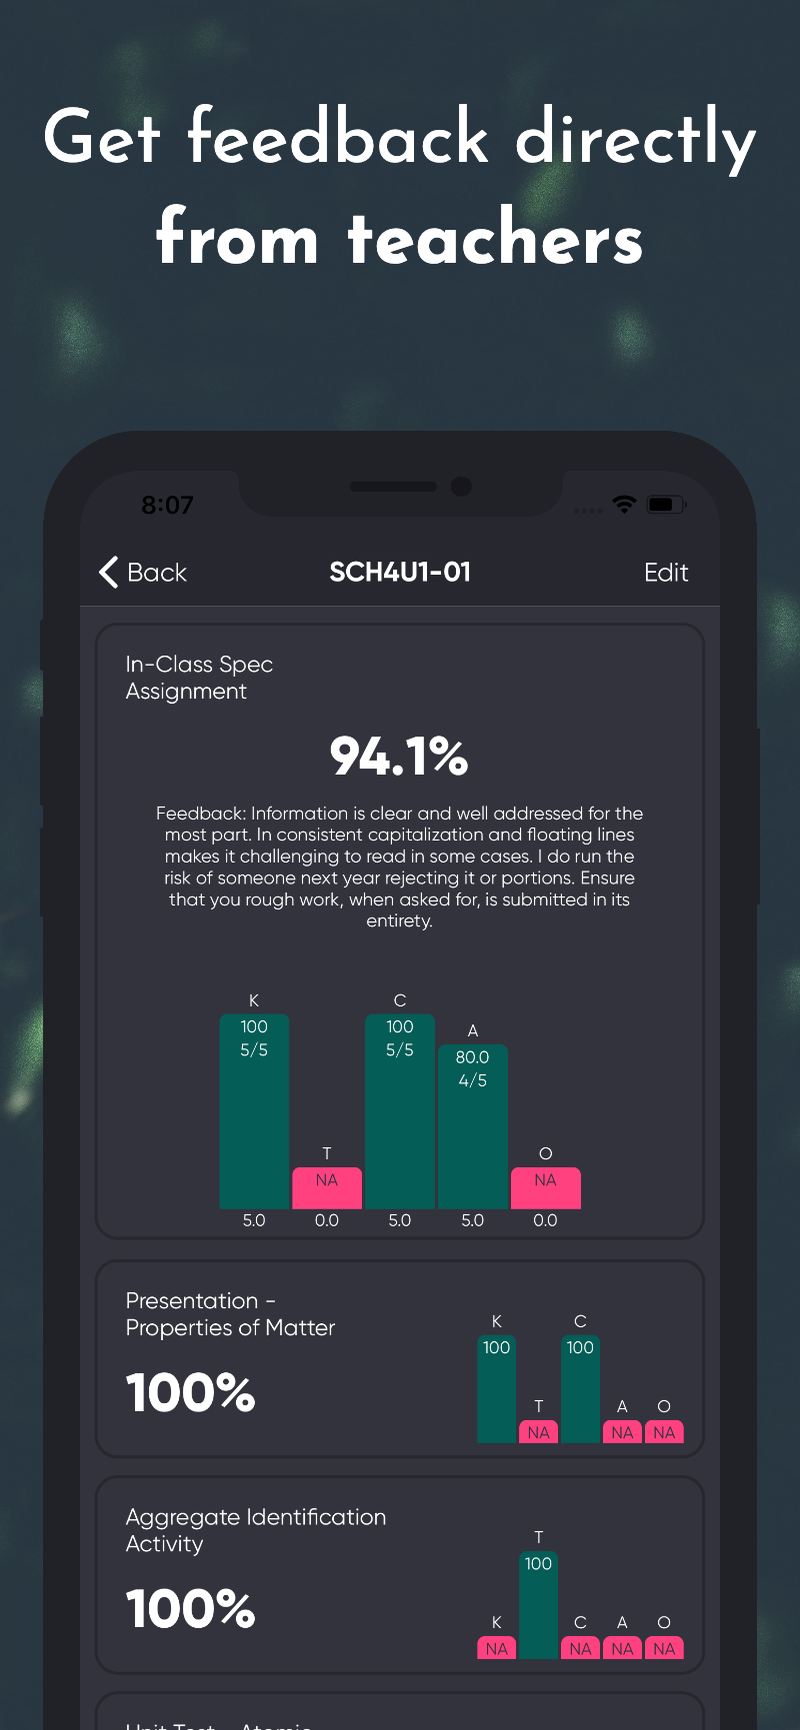 Get feedback directly
from teachers
8:07
Back
SCH4U1-01
Edit
In-Class Spec
Assignment
94.1%
Feedback: Information is clear and well addressed for the
most part. In consistent capitalization and floating lines
makes it challenging to read in some cases. I do run the
risk of someone next year rejecting it or portions. Ensure
that you rough work, when asked for, is submitted in its
entirety.
K
T
C
A
O
100
5/5
NA
100
5/5
80.0
4/5
NA
5.0
0.0
5.0
5.0
0.0
Presentation -
Properties of Matter
100%
K
T
C
A
O
100
NA
100
NA
NA
Aggregate Identification
Activity
100%
K
T
C
A
O
NA
100
NA
NA
NA
Unit Test - Atomic